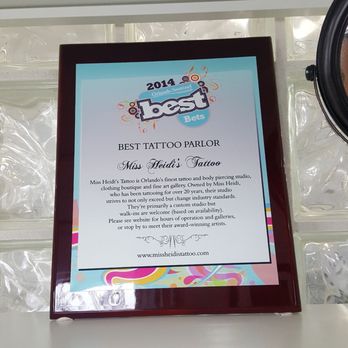 2014
Orlando Sentinel
best
Bets
BEST TATTOO PARLOR
Miss Heidi's Tattoo
Miss Heidi's Tattoo is Orlando's finest tattoo and body piercing studio,
clothing boutique and fine art gallery. Owned by Miss Heidi,
who has been tattooing for over 20 years, their studio
strives to not only exceed but change industry standards.
They're primarily a custom studio but
walk-ins are welcome (based on availability).
Please see website for hours of operation and galleries,
or stop by to meet their award-winning artists.
www.missheidistattoo.com